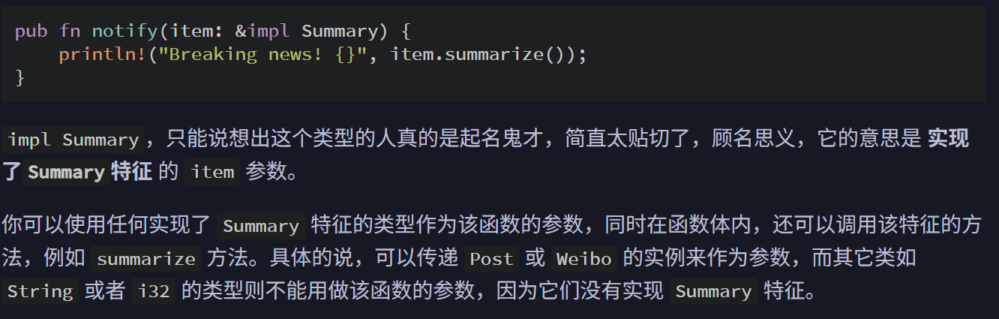 pub fn notify(item: &impl Summary) {
    println!("Breaking news! {}", item.summarize());
}
impl Summary，只能说想出这个类型的人真的是起名鬼才，简直太贴切了，顾名思义，它的意思是 实现
了 Summary 特征 的 item 参数。
你可以使用任何实现了 Summary 特征的类型作为该函数的参数，同时在函数体内，还可以调用该特征的方
法，例如 summarize 方法。具体的说，可以传递 Post 或 Weibo 的实例来作为参数，而其它类如
String 或者 i32 的类型则不能用做该函数的参数，因为它们没有实现 Summary 特征。